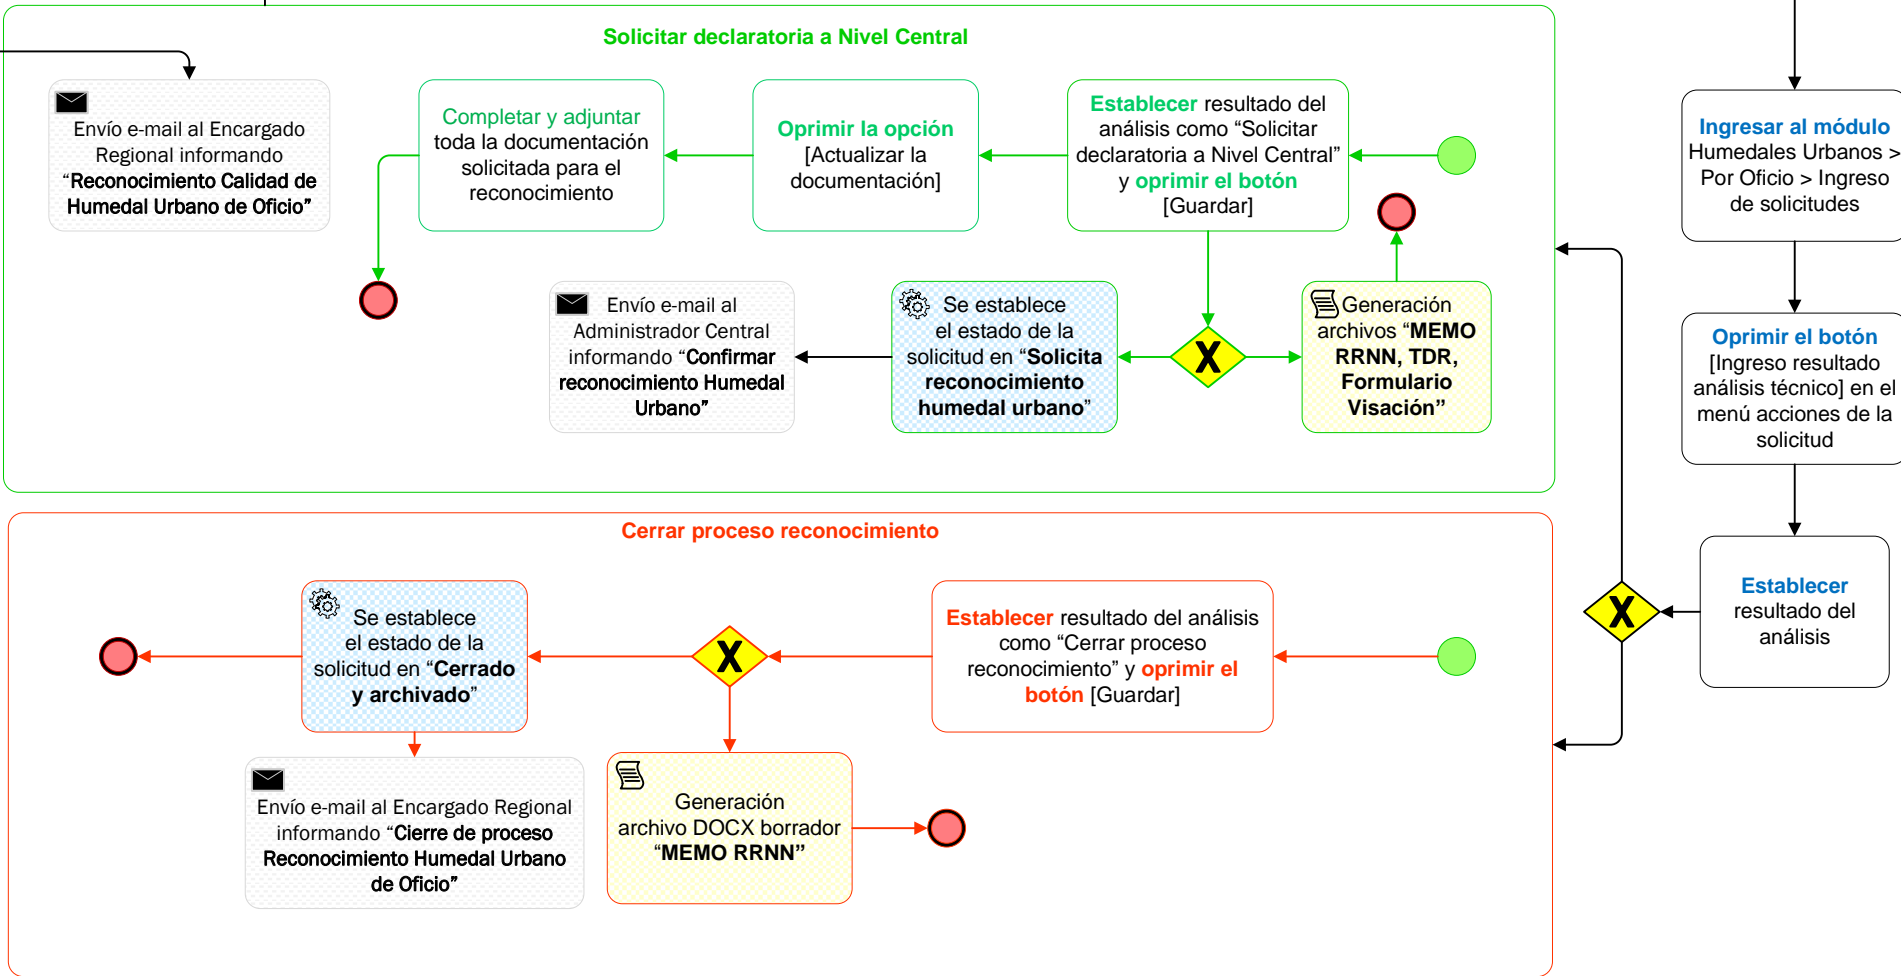 Solicitar declaratoria a Nivel Central
Envío e-mail al Encargado
Regional informando
“Reconocimiento Calidad de
Humedal Urbano de Oficio”
Completar y adjuntar
toda la documentación
solicitada para el
reconocimiento
Oprimir la opción
[Actualizar la
documentación]
Establecer resultado del
análisis como “Solicitar
declaratoria a Nivel Central”
y oprimir el botón
[Guardar]
Ingresar al módulo
Humedales Urbanos >
Por Oficio > Ingreso
de solicitudes
Envío e-mail al
Administrador Central
informando “Confirmar
reconocimiento Humedal
Urbano”
Se establece
el estado de la
solicitud en “Solicita
reconocimiento
humedal urbano”
X
Generación
archivos “MEMO
RRNN, TDR,
Formulario
Visación”
Oprimir el botón
[Ingreso resultado
análisis técnico] en el
menú acciones de la
solicitud
Cerrar proceso reconocimiento
Se establece
el estado de la
solicitud en “Cerrado
y archivado”
X
Establecer resultado del análisis
como “Cerrar proceso
reconocimiento” y oprimir el
botón [Guardar]
X
Establecer
resultado del
análisis
Envío e-mail al Encargado Regional
informando “Cierre de proceso
Reconocimiento Humedal Urbano
de Oficio”
Generación
archivo DOCX borrador
“MEMO RRNN”